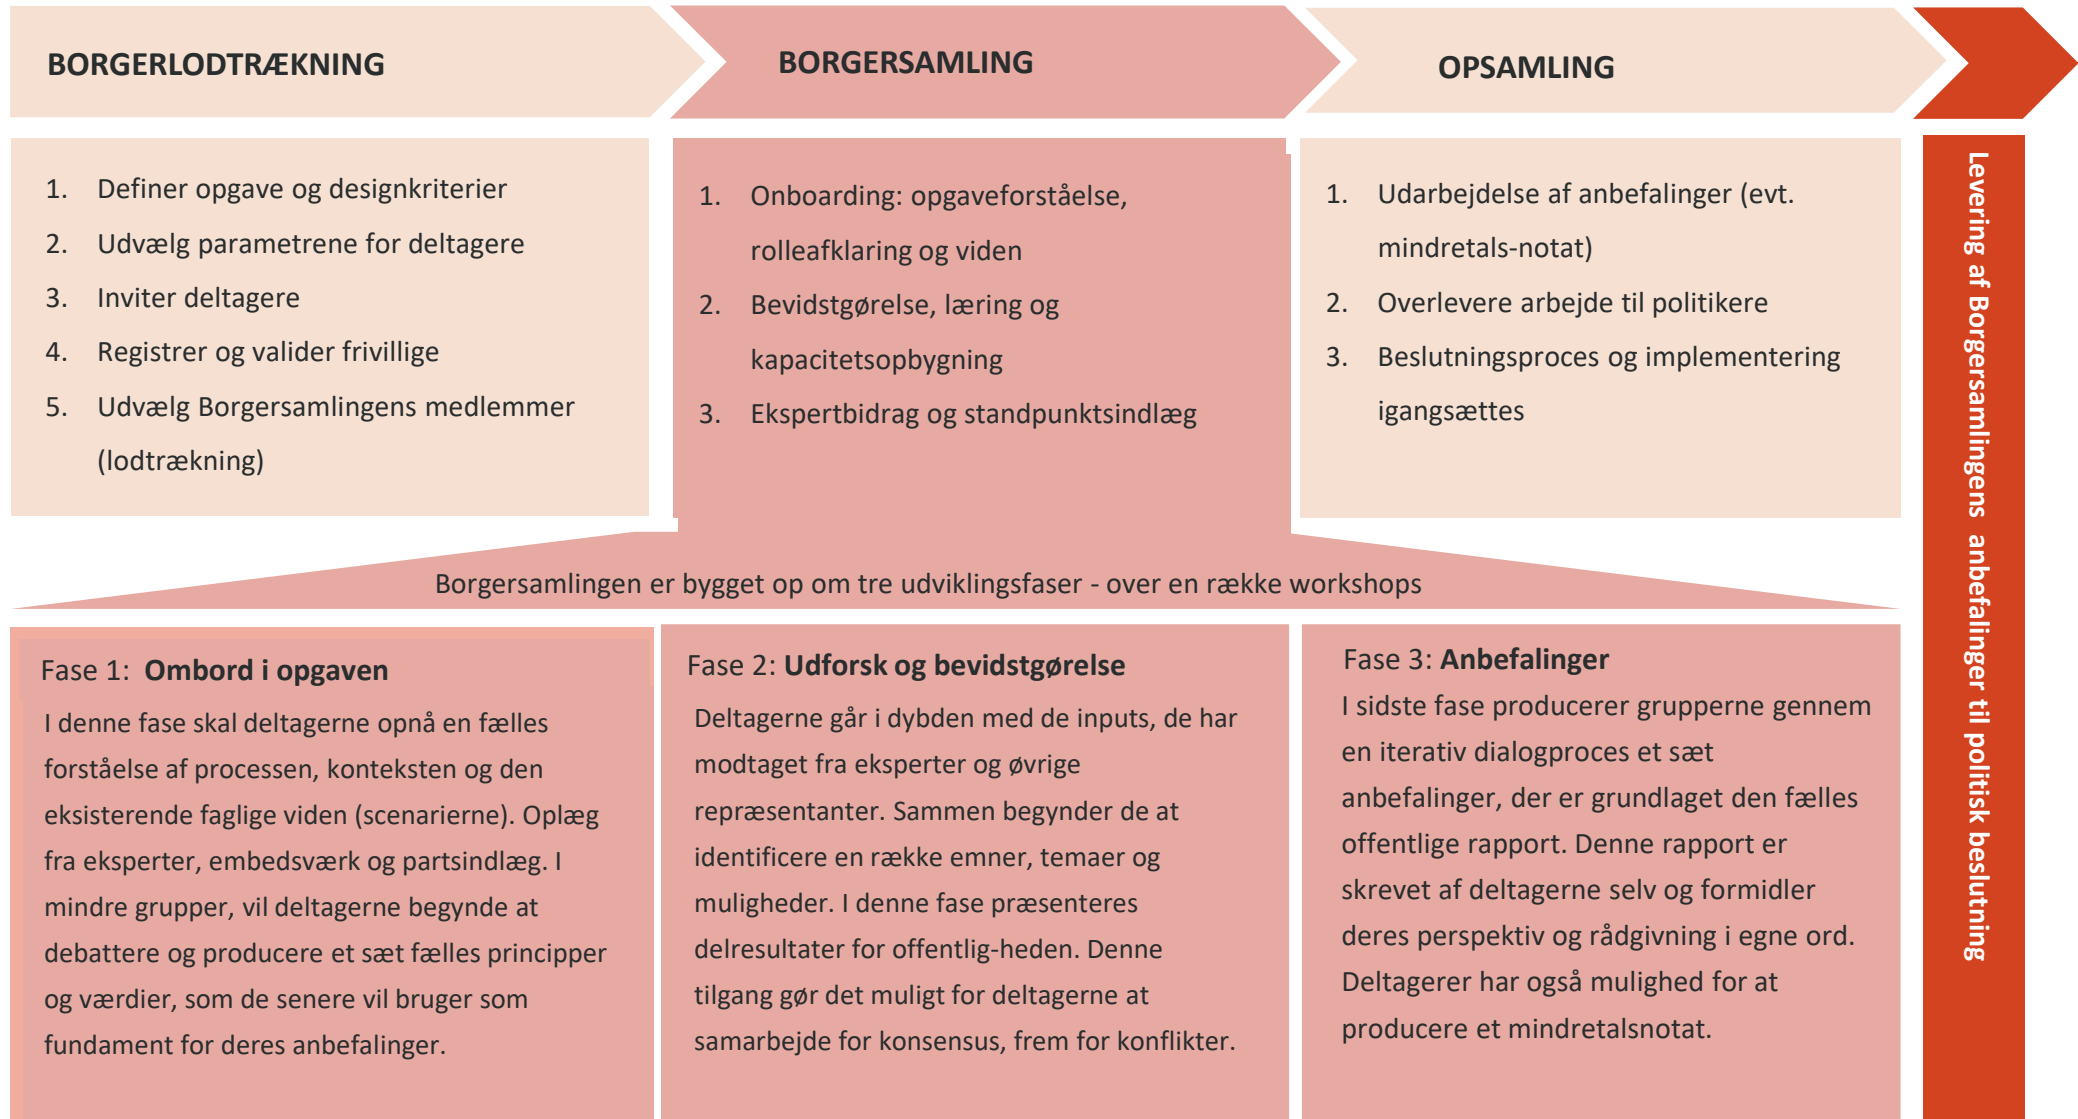 BORGERLODTRÆKNING
BORGERSAMLING
OPSAMLING
1. Definer opgave og designkriterier
2. Udvælg parametrene for deltagere
3. Inviter deltagere
4. Registrer og valider frivillige
5. Udvælg Borgersamlingens medlemmer
(lodtrækning)
1. Onboarding: opgaveforståelse,
rolleafklaring og viden
2. Bevidstgørelse, læring og
kapacitetsopbygning
3. Ekspertbidrag og standpunktsindlæg
1. Udarbejdelse af anbefalinger (evt.
mindretals-notat)
2. Overlevere arbejde til politikere
3. Beslutningsproces og implementering
igangsættes
Levering af Borgersamlingens anbefalinger til politisk beslutning
Borgersamlingen er bygget op om tre udviklingsfaser - over en række workshops
Fase 1: Ombord i opgaven
I denne fase skal deltagerne opnå en fælles
forståelse af processen, konteksten og den
eksisterende faglige viden (scenarierne). Oplæg
fra eksperter, embedsværk og partsindlæg. I
mindre grupper, vil deltagerne begynde at
debattere og producere et sæt fælles principper
og værdier, som de senere vil bruger som
fundament for deres anbefalinger.
Fase 2: Udforsk og bevidstgørelse
Deltagerne går i dybden med de inputs, de har
modtaget fra eksperter og øvrige
repræsentanter. Sammen begynder de at
identificere en række emner, temaer og
muligheder. I denne fase præsenteres
delresultater for offentlig-heden. Denne
tilgang gør det muligt for deltagerne at
samarbejde for konsensus, frem for konflikter.
Fase 3: Anbefalinger
I sidste fase producerer grupperne gennem
en iterativ dialogproces et sæt
anbefalinger, der er grundlaget den fælles
offentlige rapport. Denne rapport er
skrevet af deltagerne selv og formidler
deres perspektiv og rådgivning i egne ord.
Deltagerer har også mulighed for at
producere et mindretalsnotat.